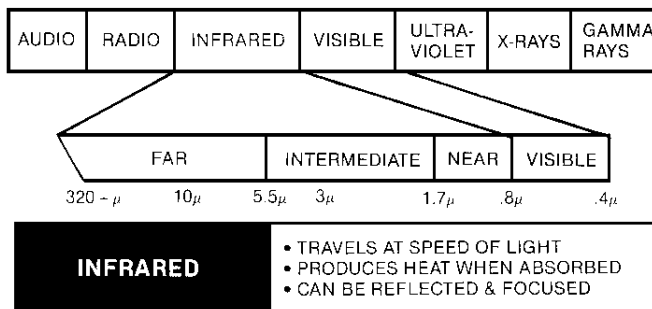 AUDIO RADIO INFRARED VISIBLE ULTRA-VIOLET X-RAYS GAMMA RAYS
FAR INTERMEDIATE NEAR VISIBLE
320 + μ 10μ 5.5μ 3μ 1.7μ .8μ .4μ
INFRARED
• TRAVELS AT SPEED OF LIGHT
• PRODUCES HEAT WHEN ABSORBED
• CAN BE REFLECTED & FOCUSED